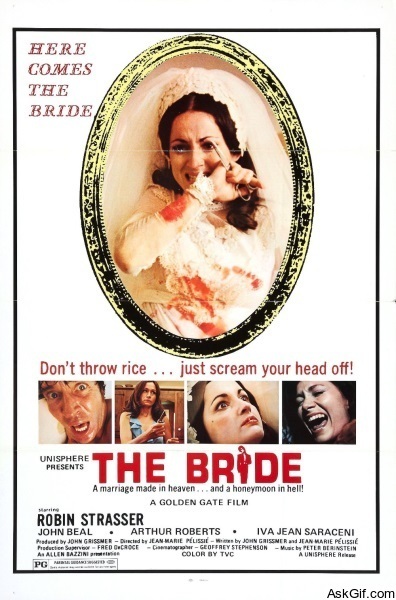 HERE
COMES
THE
BRIDE
Don't throw rice . . . just scream your head off!
UNISPHERE
PRESENTS
THE BRIDE
A marriage made in heaven . . . and a honeymoon in hell!
A GOLDEN GATE FILM
starring
ROBIN STRASSER
JOHN BEAL • ARTHUR ROBERTS • IVA JEAN SARACENI
Produced by JOHN GRISSMER • Directed by JEAN-MARIE PÉLISSIÉ • Written by JOHN GRISSMER and JEAN-MARIE PÉLISSIÉ
Production Supervisor – FRED DeCROCE • Cinematographer – GEOFFREY STEPHENSON • Music by PETER BERINSTEIN
An ALLEN BAZZINI presentation COLOR BY TVC A UNISPHERE Release
PG PARENTAL GUIDANCE SUGGESTED
AskGif.com